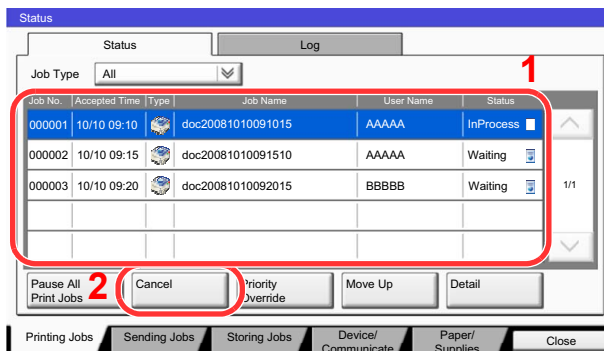 Status
Status Log
Job Type All
1
Job No. Accepted Time Type Job Name User Name Status
000001 10/10 09:10 doc20081010091015 AAAAA InProcess
000002 10/10 09:15 doc20081010091510 AAAAA Waiting
000003 10/10 09:20 doc20081010092015 BBBBB Waiting
1/1
Pause All
Print Jobs
2
Cancel
Priority
Override
Move Up
Detail
Printing Jobs Sending Jobs Storing Jobs Device/
Communicate Paper/
Supplies Close